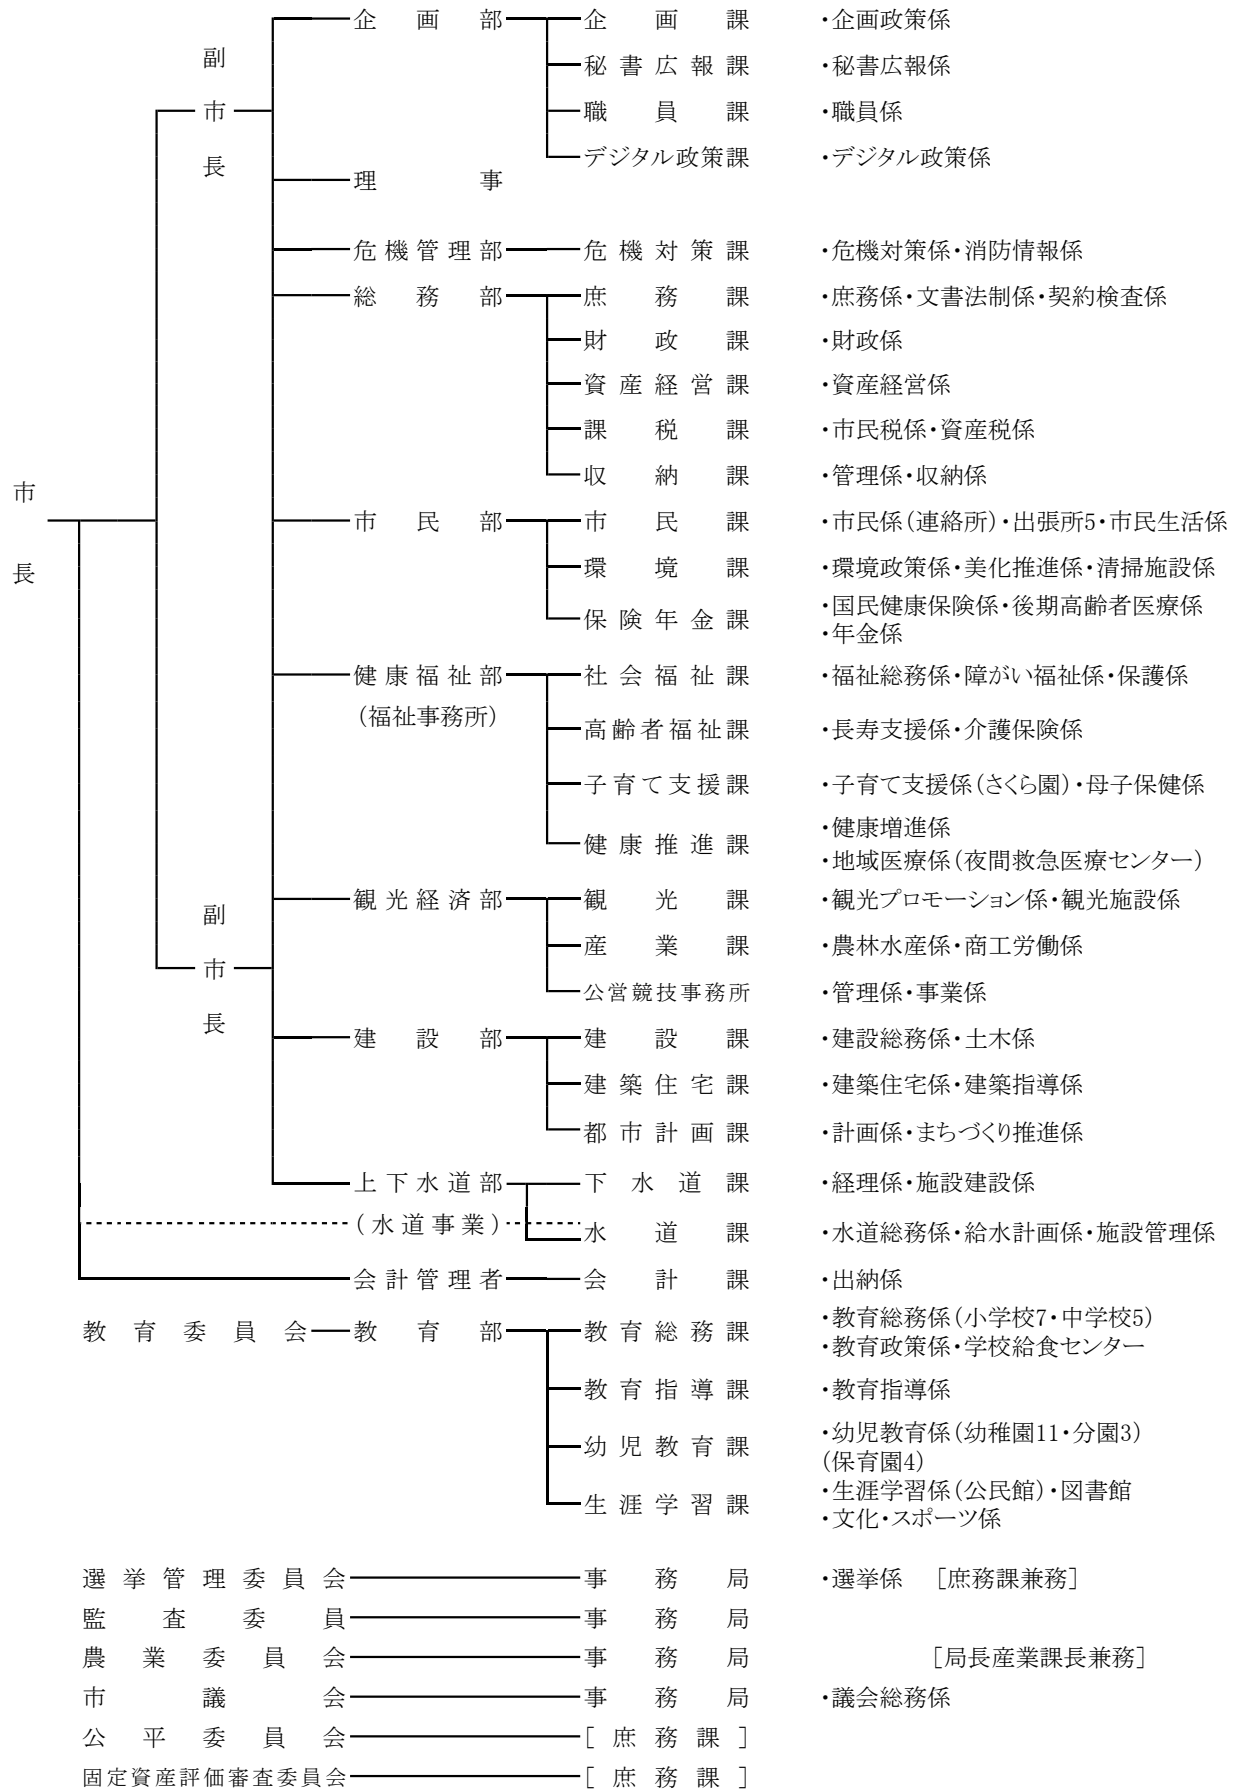 企画部 企画課 ・企画政策係
秘書広報課 ・秘書広報係
副市長
職員課 ・職員係
デジタル政策課 ・デジタル政策係
理事
危機管理部 危機対策課 ・危機対策係・消防情報係
総務部 庶務課 ・庶務係・文書法制係・契約検査係
財政課 ・財政係
資産経営課 ・資産経営係
課税課 ・市民税係・資産税係
収納課 ・管理係・収納係
市長
市民部 市民課 ・市民係(連絡所)・出張所5・市民生活係
環境課 ・環境政策係・美化推進係・清掃施設係
保険年金課 ・国民健康保険係・後期高齢者医療係
・年金係
健康福祉部 社会福祉課 ・福祉総務係・障がい福祉係・保護係
(福祉事務所)
高齢者福祉課 ・長寿支援係・介護保険係
子育て支援課 ・子育て支援係(さくら園)・母子保健係
健康推進課 ・健康増進係
・地域医療係(夜間救急医療センター)
観光経済部 観光課 ・観光プロモーション係・観光施設係
産業課 ・農林水産係・商工労働係
副市長
公営競技事務所 ・管理係・事業係
建設部 建設課 ・建設総務係・土木係
建築住宅課 ・建築住宅係・建築指導係
都市計画課 ・計画係・まちづくり推進係
上下水道部 下水道課 ・経理係・施設建設係
(水道事業)
水道課 ・水道総務係・給水計画係・施設管理係
会計管理者 会計課 ・出納係
教育委員会 教育部 教育総務課 ・教育総務係(小学校7・中学校5)
・教育政策係・学校給食センター
教育指導課 ・教育指導係
幼児教育課 ・幼児教育係(幼稚園11・分園3)
(保育園4)
生涯学習課 ・生涯学習係(公民館)・図書館
・文化・スポーツ係
選挙管理委員会 事務局 ・選挙係 [庶務課兼務]
監査委員 事務局
農業委員会 事務局 [局長産業課長兼務]
市議会 事務局 ・議会総務係
公平委員会 [庶務課]
固定資産評価審査委員会 [庶務課]